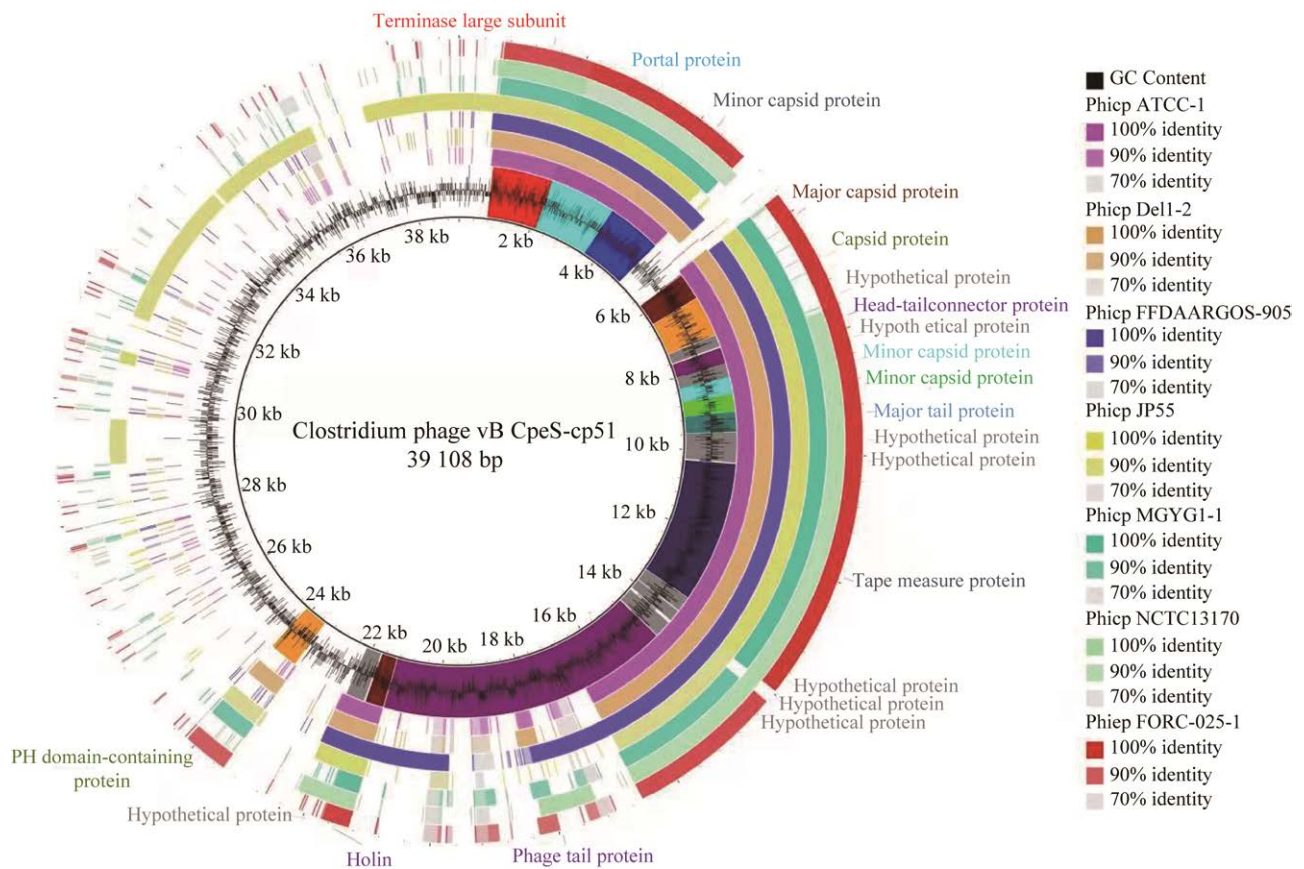 Terminase large subunit
Portal protein
Minor capsid protein
Major capsid protein
Capsid protein
Hypothetical protein
Head-tailconnector protein
Hypoth etical protein
Minor capsid protein
Minor capsid protein
Major tail protein
Hypothetical protein
Hypothetical protein
Tape measure protein
Hypothetical protein
Hypothetical protein
Hypothetical protein
Phage tail protein
Holin
Hypothetical protein
PH domain-containing
protein
2 kb
4 kb
6 kb
8 kb
10 kb
12 kb
14 kb
16 kb
18 kb
20 kb
22 kb
24 kb
26 kb
28 kb
30 kb
32 kb
34 kb
36 kb
38 kb
Clostridium phage vB CpeS-cp51
39 108 bp
GC Content
Phicp ATCC-1
100% identity
90% identity
70% identity
Phicp Del1-2
100% identity
90% identity
70% identity
Phicp FFDAARGOS-905
100% identity
90% identity
70% identity
Phicp JP55
100% identity
90% identity
70% identity
Phicp MGYG1-1
100% identity
90% identity
70% identity
Phicp NCTC13170
100% identity
90% identity
70% identity
Phiep FORC-025-1
100% identity
90% identity
70% identity